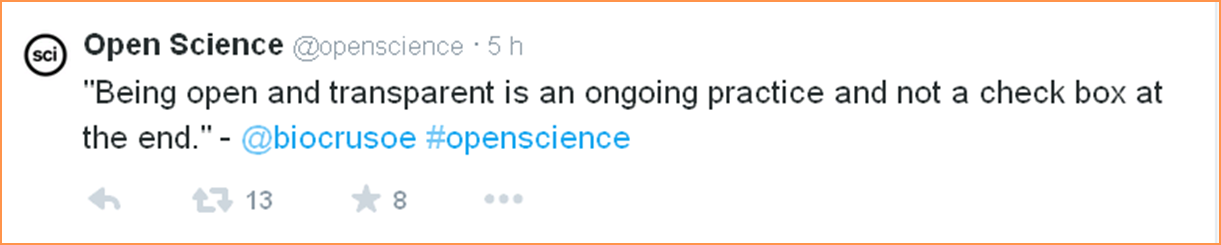 sci
Open Science @openscience · 5 h
"Being open and transparent is an ongoing practice and not a check box at
the end." - @biocrusoe #openscience
13 8